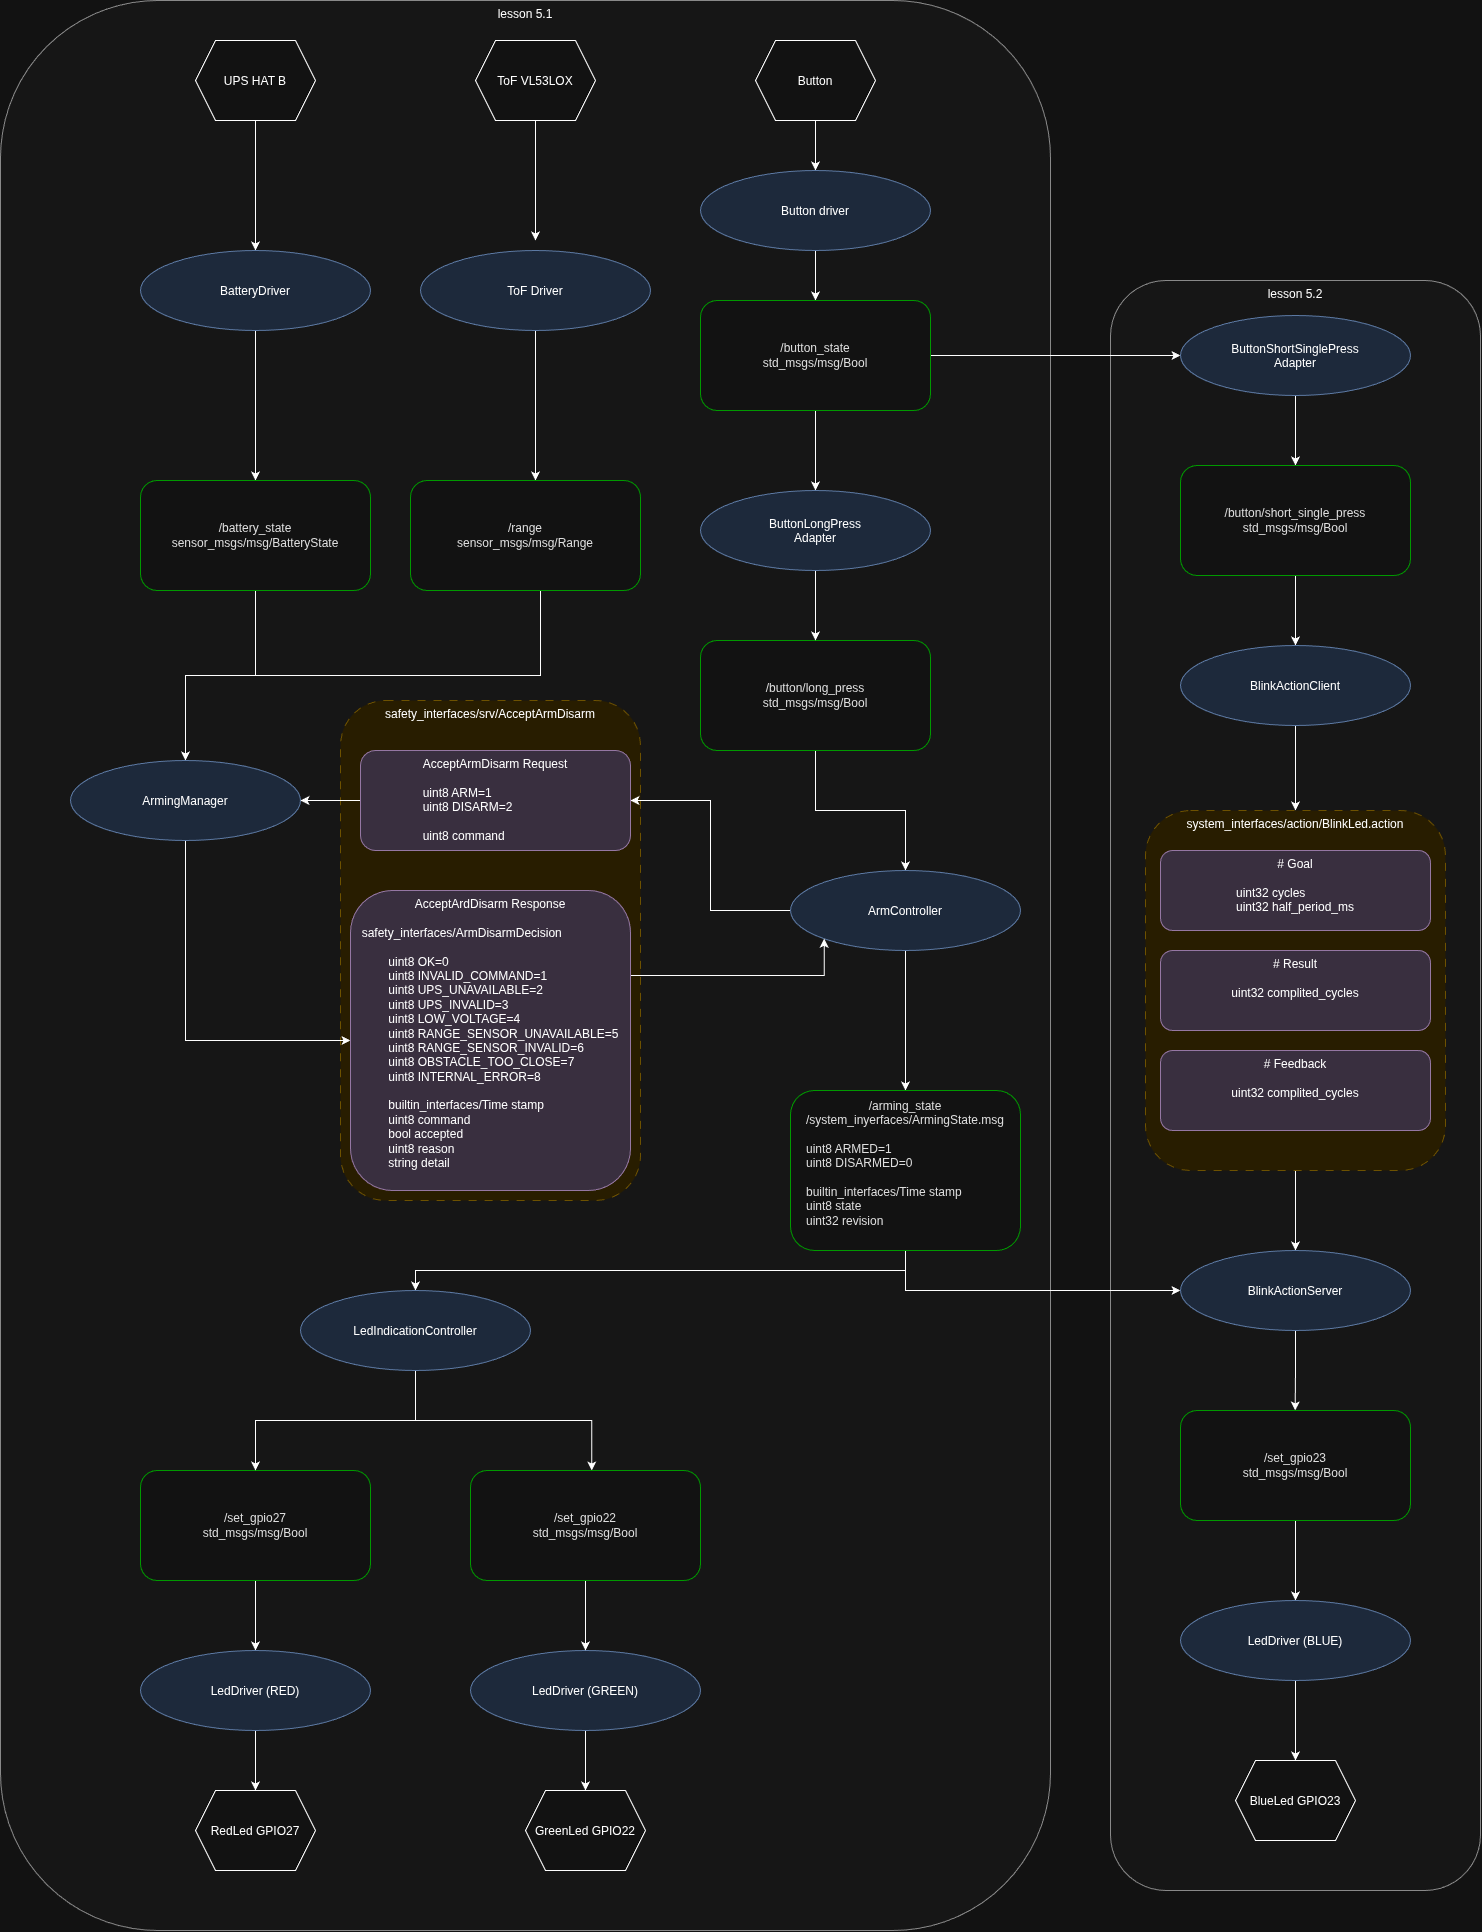 lesson 5.1
UPS HAT B
ToF VL53LOX
Button
Button driver
BatteryDriver
ToF Driver
/button_state
std_msgs/msg/Bool
/battery_state
sensor_msgs/msg/BatteryState
/range
sensor_msgs/msg/Range
ButtonLongPress
Adapter
/button/long_press
std_msgs/msg/Bool
ArmingManager
safety_interfaces/srv/AcceptArmDisarm
AcceptArmDisarm Request
uint8 ARM=1
uint8 DISARM=2
uint8 command
AcceptArdDisarm Response
safety_interfaces/ArmDisarmDecision
uint8 OK=0
uint8 INVALID_COMMAND=1
uint8 UPS_UNAVAILABLE=2
uint8 UPS_INVALID=3
uint8 LOW_VOLTAGE=4
uint8 RANGE_SENSOR_UNAVAILABLE=5
uint8 RANGE_SENSOR_INVALID=6
uint8 OBSTACLE_TOO_CLOSE=7
uint8 INTERNAL_ERROR=8
builtin_interfaces/Time stamp
uint8 command
bool accepted
uint8 reason
string detail
ArmController
/arming_state
/system_inyerfaces/ArmingState.msg
uint8 ARMED=1
uint8 DISARMED=0
builtin_interfaces/Time stamp
uint8 state
uint32 revision
LedIndicationController
/set_gpio27
std_msgs/msg/Bool
/set_gpio22
std_msgs/msg/Bool
LedDriver (RED)
LedDriver (GREEN)
RedLed GPIO27
GreenLed GPIO22
lesson 5.2
ButtonShortSinglePress
Adapter
/button/short_single_press
std_msgs/msg/Bool
BlinkActionClient
system_interfaces/action/BlinkLed.action
# Goal
uint32 cycles
uint32 half_period_ms
# Result
uint32 complited_cycles
# Feedback
uint32 complited_cycles
BlinkActionServer
/set_gpio23
std_msgs/msg/Bool
LedDriver (BLUE)
BlueLed GPIO23